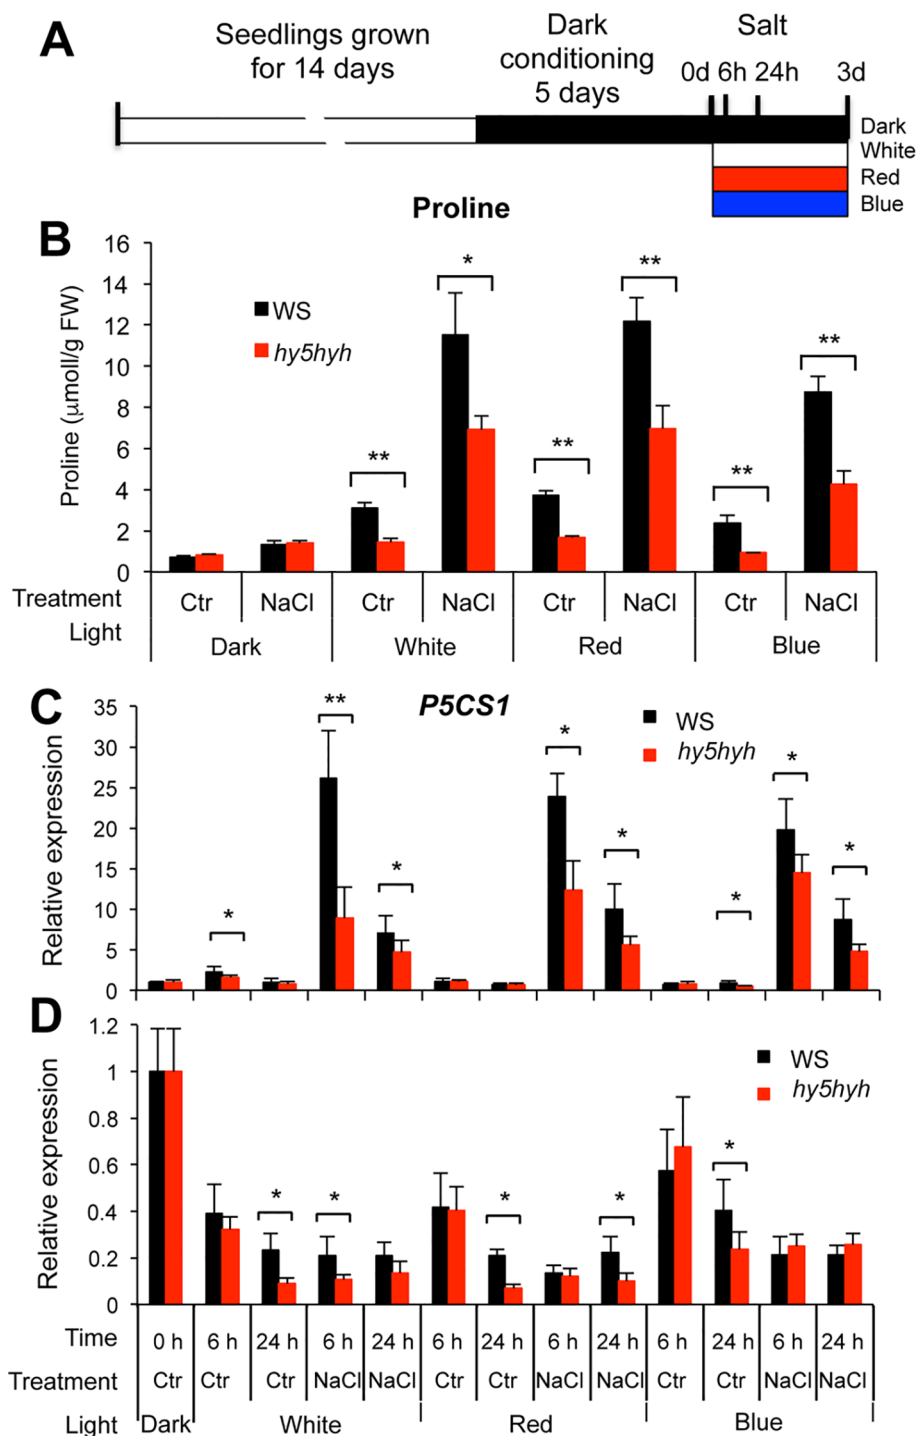 A
Seedlings grown
for 14 days
Dark
conditioning
5 days
Salt
0d 6h 24h 3d
Dark
White
Red
Blue
Proline
B
16
14
12
10
8
6
4
2
0
Proline (µmoll/g FW)
WS
hy5hyh
** * ** ** ** **
Treatment Ctr NaCl Ctr NaCl Ctr NaCl Ctr NaCl
Light Dark White Red Blue
C
P5CS1
35
30
25
20
15
10
5
0
Relative expression
WS
hy5hyh
* ** * * * * * *
D
1.2
1
0.8
0.6
0.4
0.2
0
Relative expression
WS
hy5hyh
* * * * *
Time 0 h 6 h 24 h 6 h 24 h 6 h 24 h 6 h 24 h 6 h 24 h 6 h 24 h
Treatment Ctr Ctr Ctr NaCl NaCl Ctr Ctr NaCl NaCl Ctr Ctr NaCl NaCl
Light Dark White Red Blue